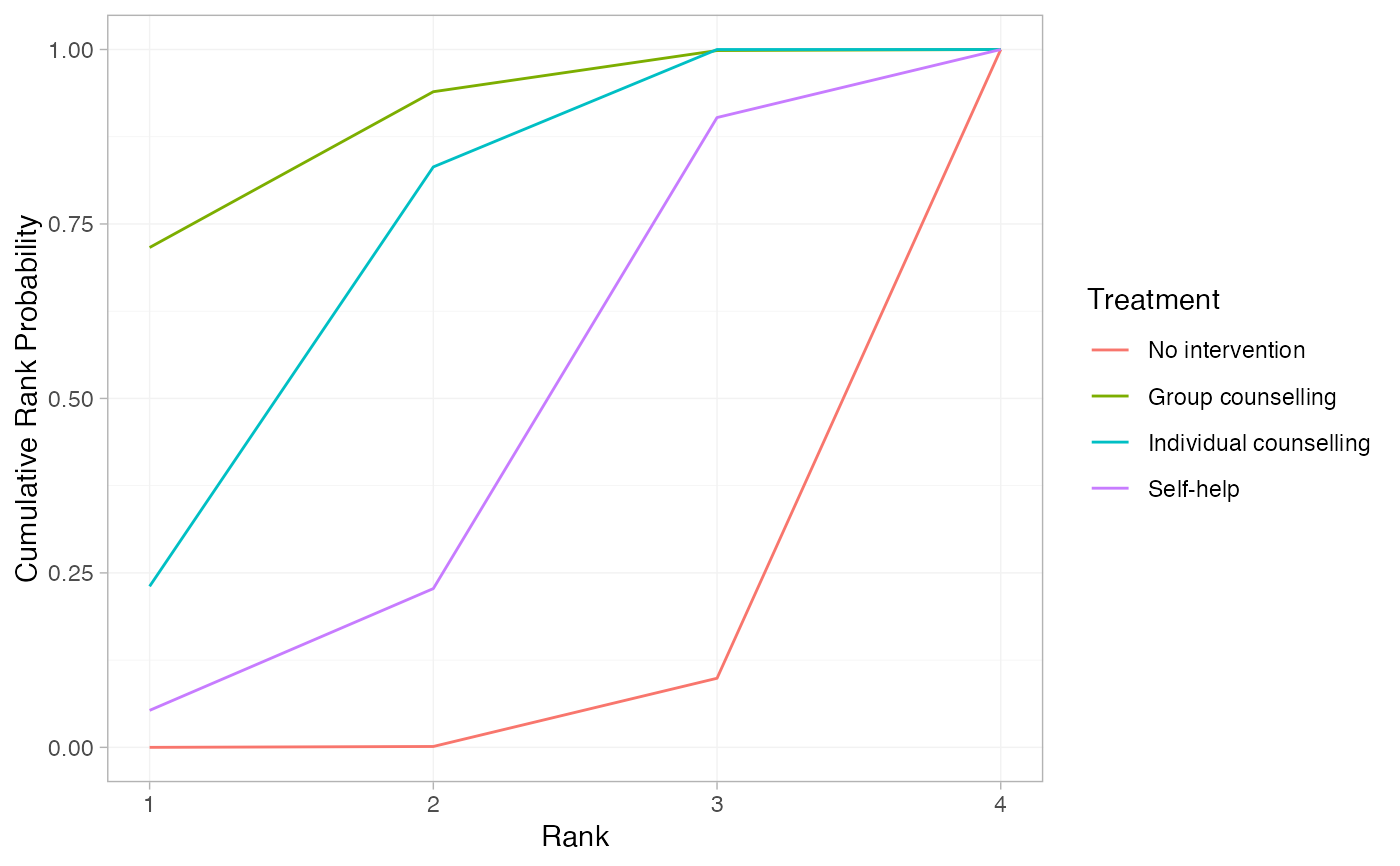 Cumulative Rank Probability
1.00
0.75
0.50
0.25
0.00
1 2 3 4
Rank
Treatment
No intervention
Group counselling
Individual counselling
Self-help